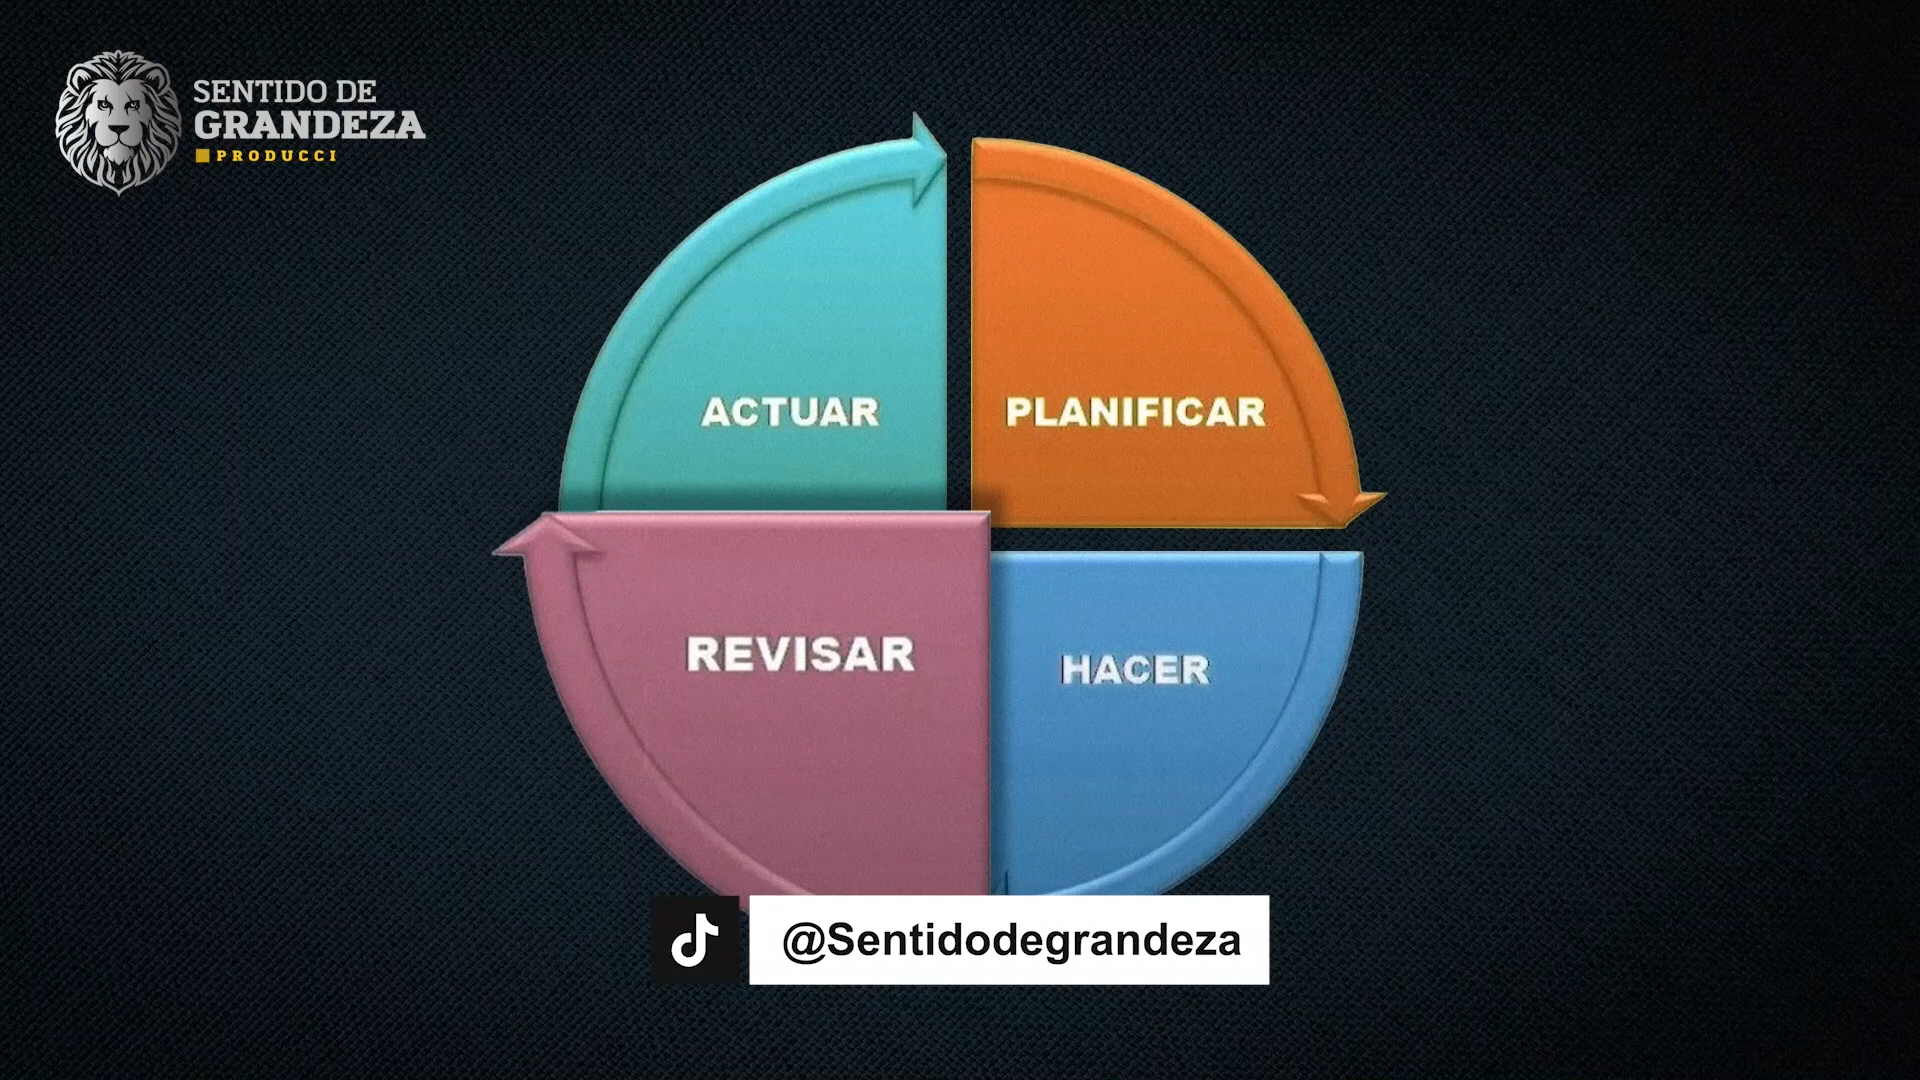 SENTIDO DE
GRANDEZA
PRODUCCI
ACTUAR
PLANIFICAR
REVISAR
HACER
@Sentidodegrandeza